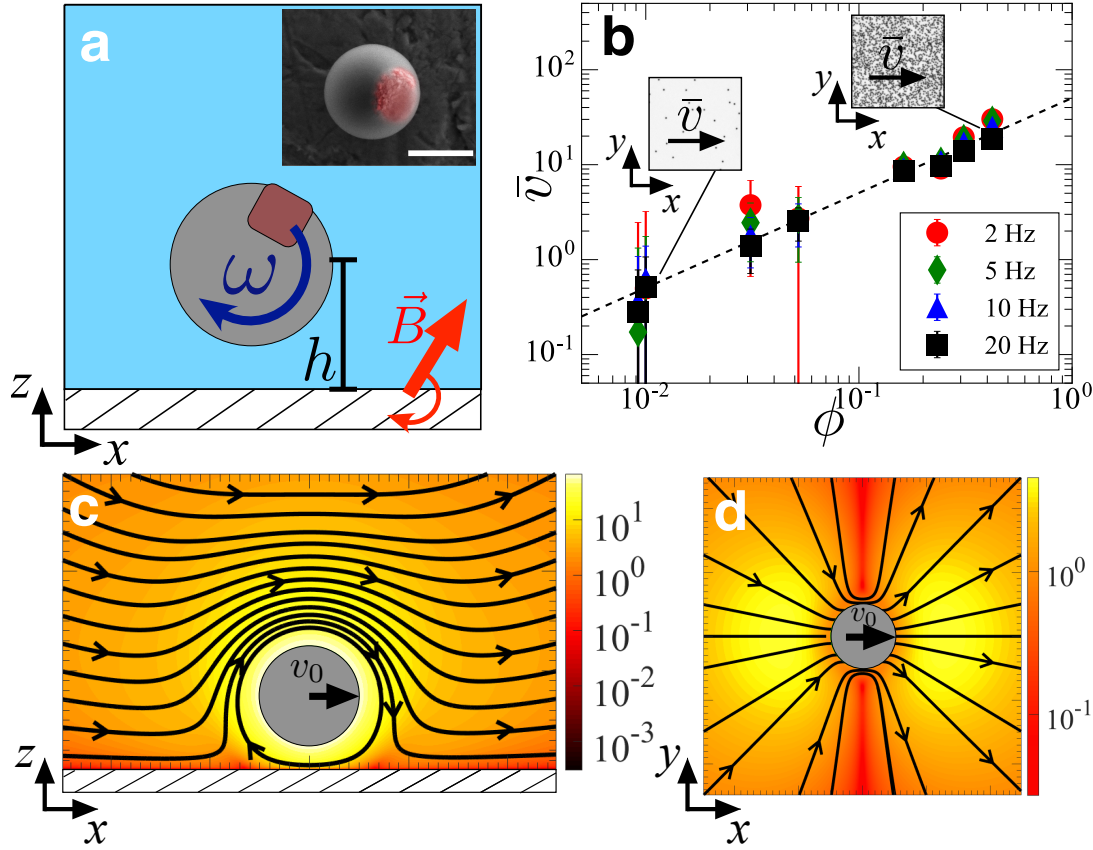 a
ω
h
B⃗
z
x
b
10²
10¹
10⁰
10⁻¹
v̄
y
v̄
x
y
v̄
x
2 Hz
5 Hz
10 Hz
20 Hz
10⁻²
10⁻¹
10⁰
ϕ
c
v₀
z
x
10¹
10⁰
10⁻¹
10⁻²
10⁻³
d
v₀
y
x
10⁰
10⁻¹